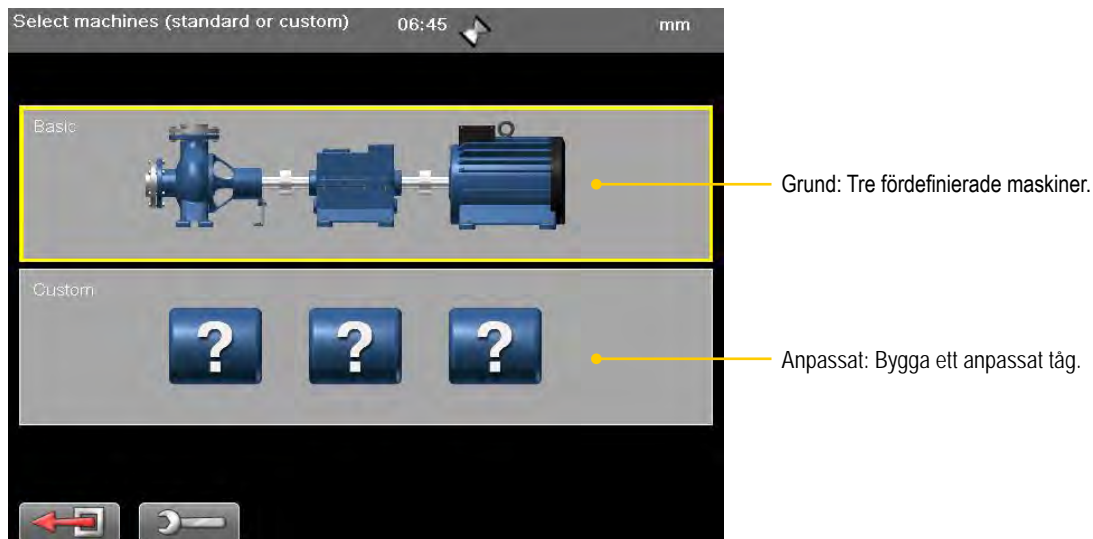 Select machines (standard or custom) 06:45 mm
Basic
Grund: Tre fördefinierade maskiner.
Custom
? ? ?
Anpassat: Bygga ett anpassat tåg.